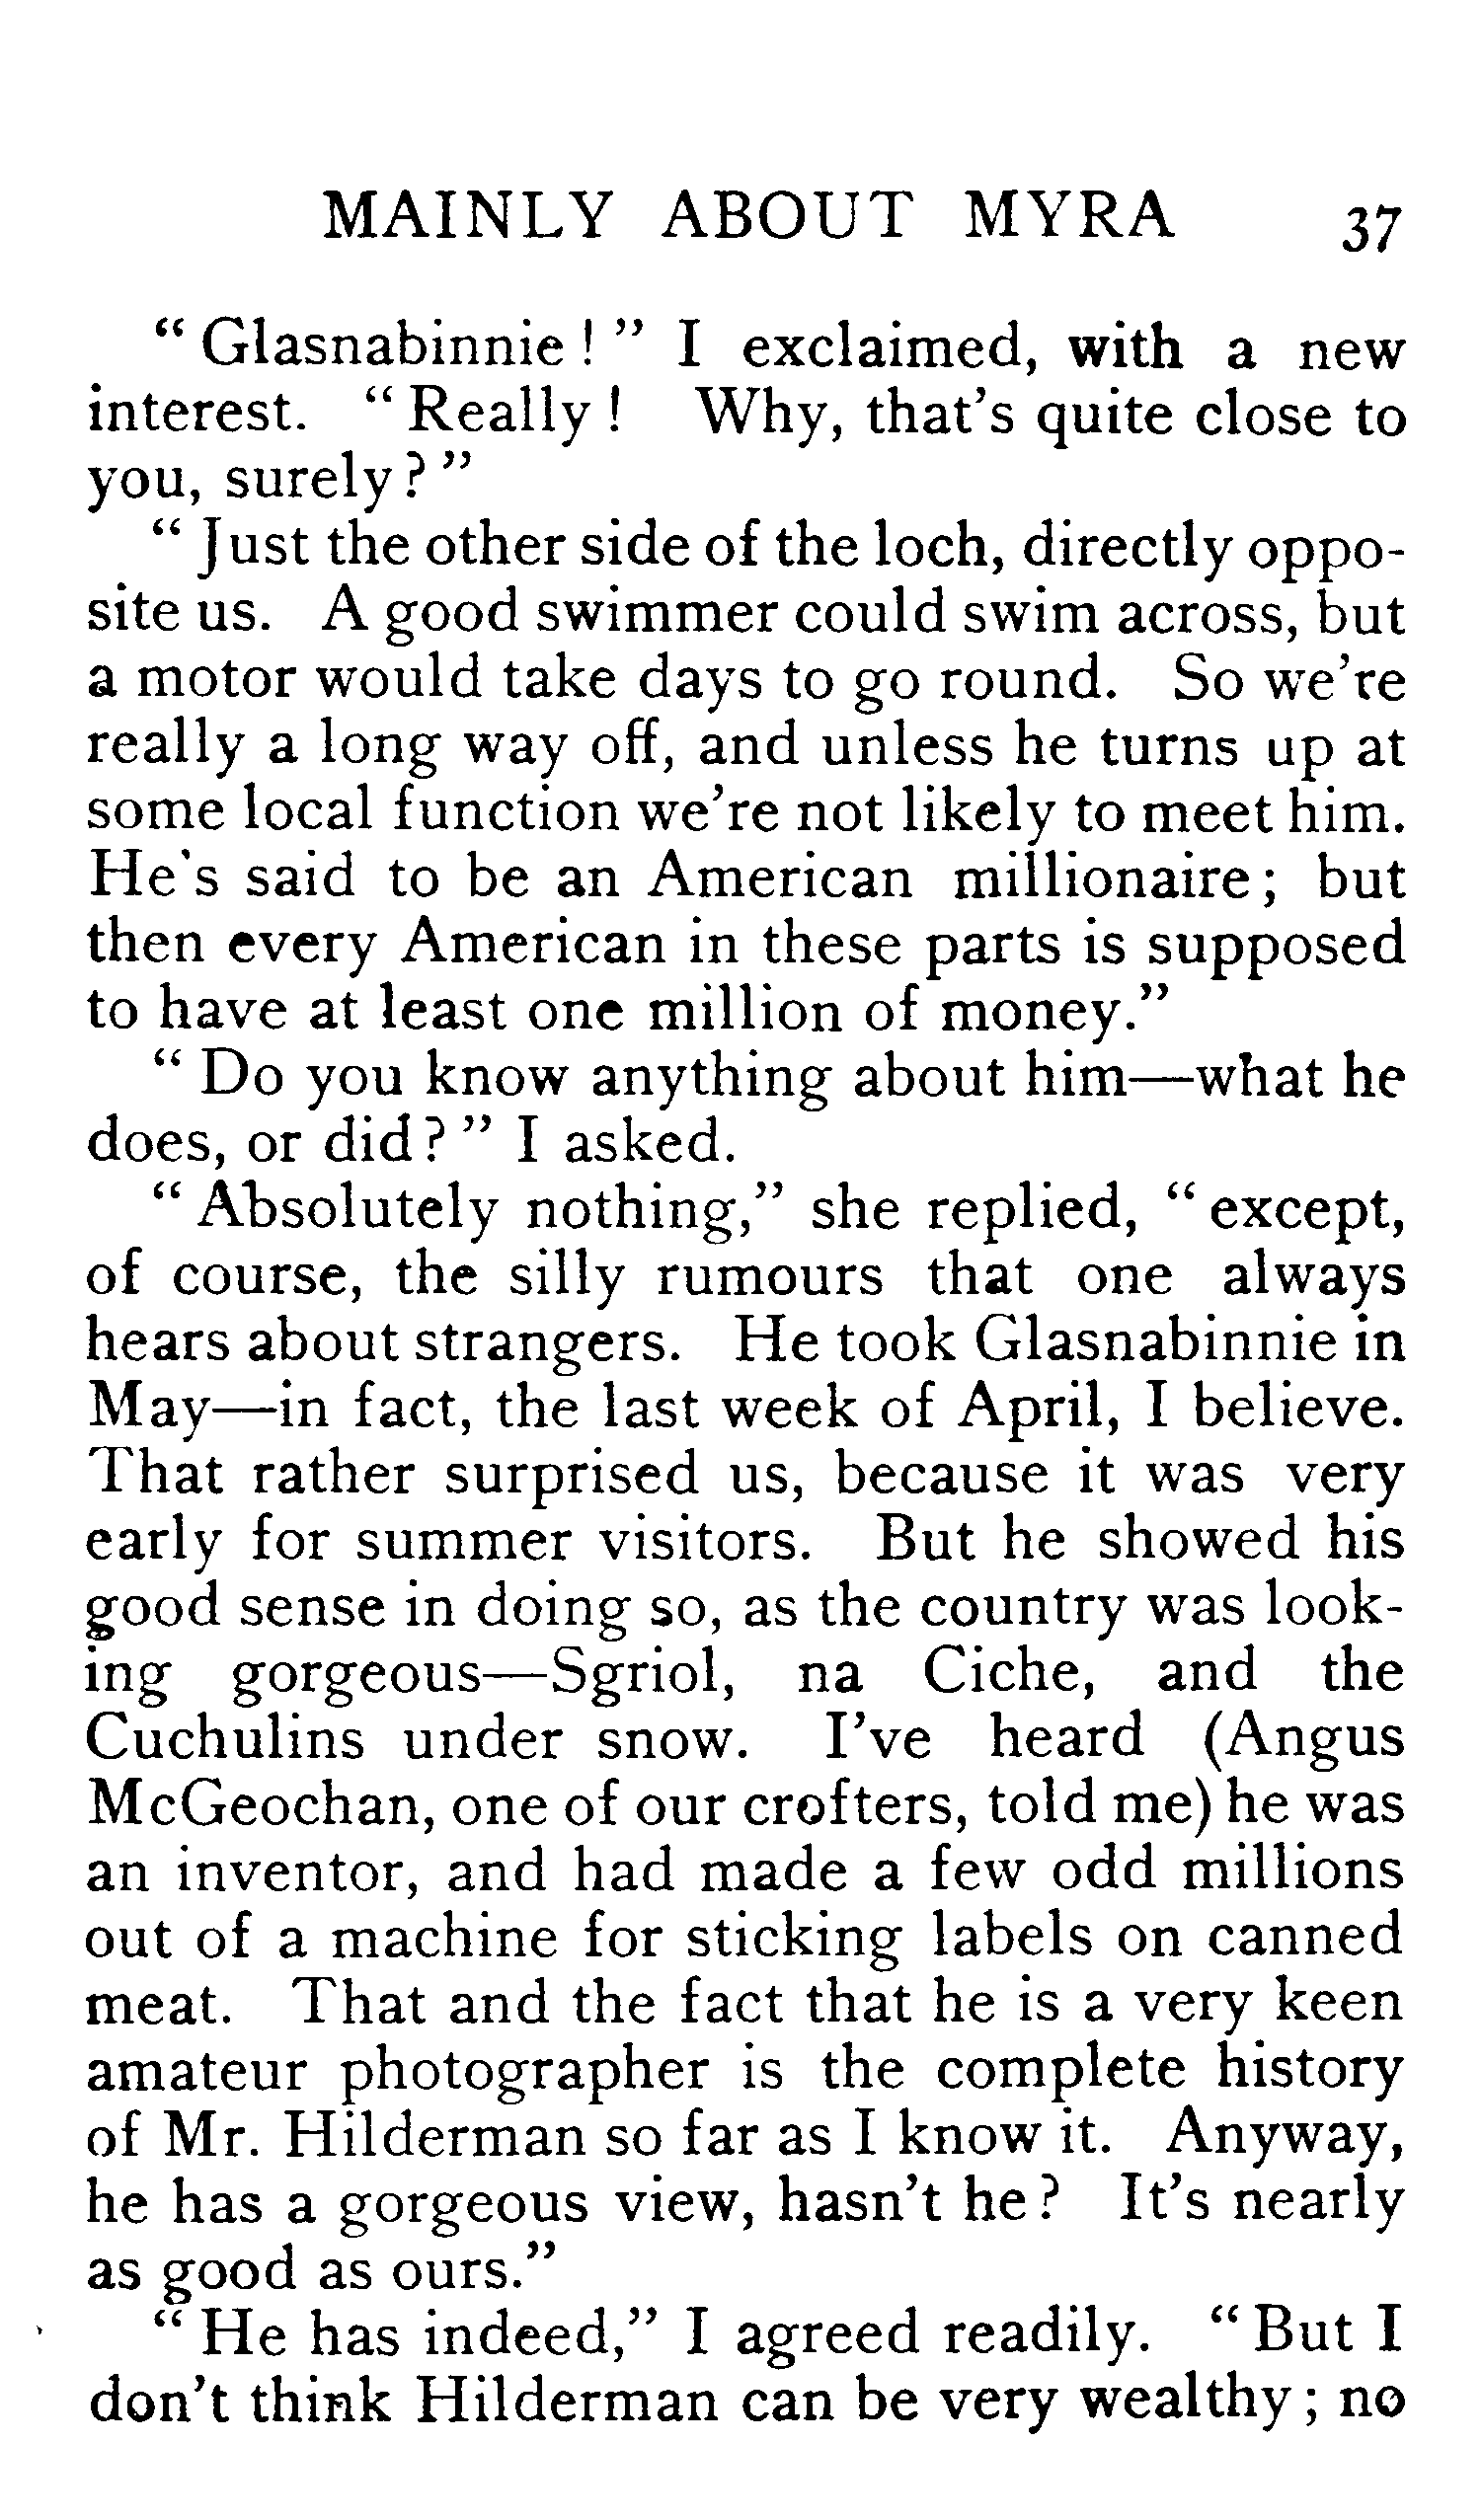 MAINLY ABOUT MYRA 37
“ Glasnabinnie ! ” I exclaimed, with a new
interest. “ Really ! Why, that’s quite close to
you, surely ? ”
“ Just the other side of the loch, directly oppo-
site us. A good swimmer could swim across, but
a motor would take days to go round. So we’re
really a long way off, and unless he turns up at
some local function we’re not likely to meet him.
He’s said to be an American millionaire ; but
then every American in these parts is supposed
to have at least one million of money.”
“ Do you know anything about him—what he
does, or did ? ” I asked.
“ Absolutely nothing,” she replied, “ except,
of course, the silly rumours that one always
hears about strangers. He took Glasnabinnie in
May—in fact, the last week of April, I believe.
That rather surprised us, because it was very
early for summer visitors. But he showed his
good sense in doing so, as the country was look-
ing gorgeous—Sgriol, na Ciche, and the
Cuchulins under snow. I’ve heard (Angus
McGeochan, one of our crofters, told me) he was
an inventor, and had made a few odd millions
out of a machine for sticking labels on canned
meat. That and the fact that he is a very keen
amateur photographer is the complete history
of Mr. Hilderman so far as I know it. Anyway,
he has a gorgeous view, hasn’t he ? It’s nearly
as good as ours.”
“ He has indeed,” I agreed readily. “ But I
don’t think Hilderman can be very wealthy ; no